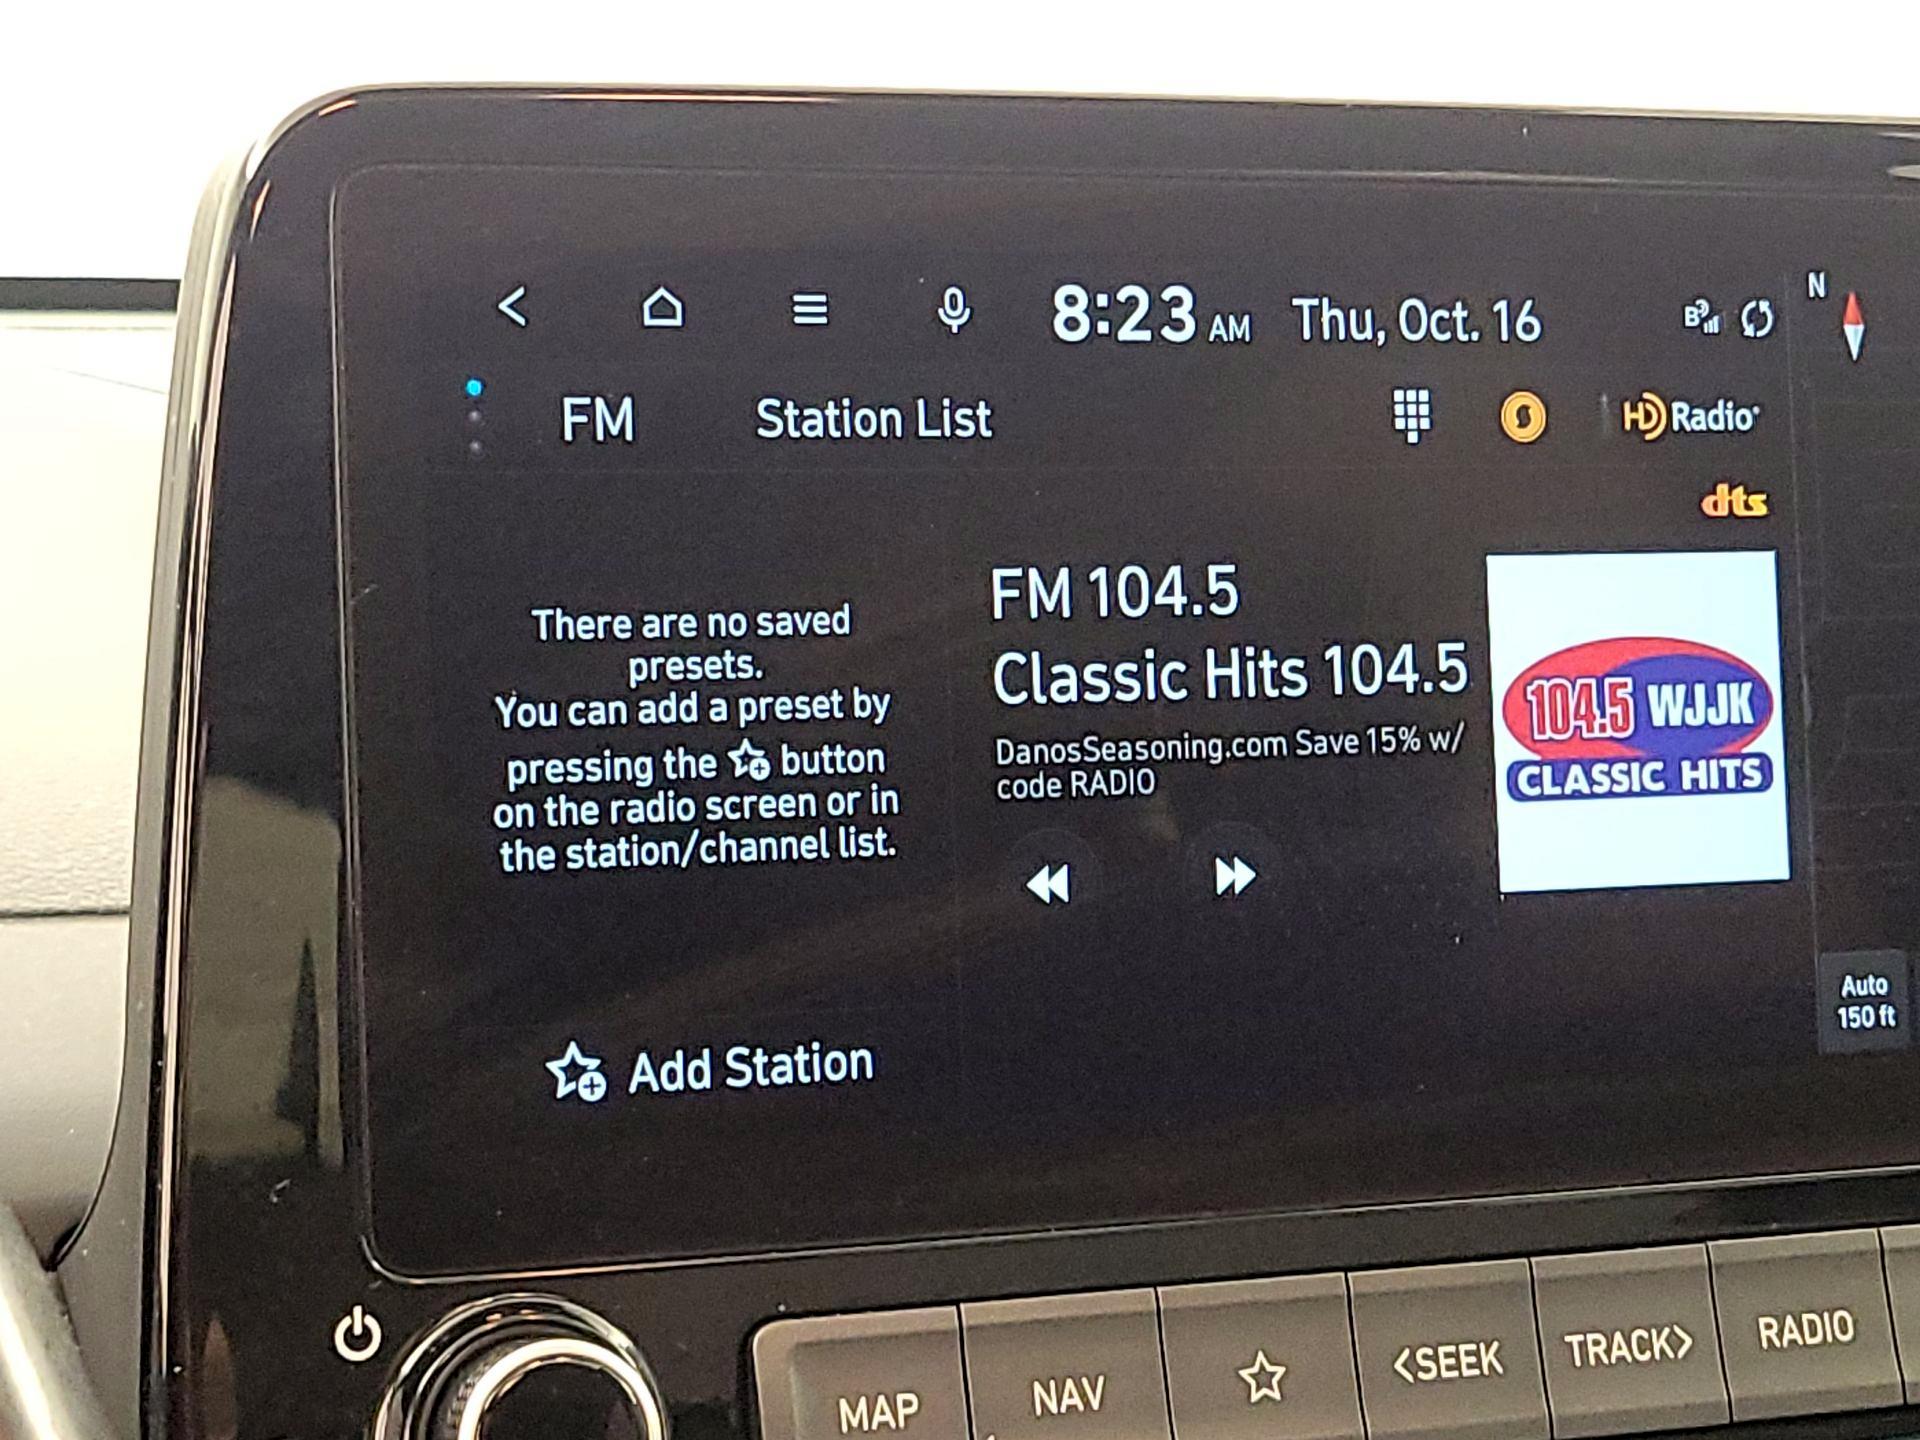 8:23 AM Thu, Oct. 16
B
N
FM Station List
HD Radio
dts
There are no saved
presets.
You can add a preset by
pressing the button
on the radio screen or in
the station/channel list.
Add Station
FM 104.5
Classic Hits 104.5
DanosSeasoning.com Save 15% w/
code RADIO
104.5 WJJK
CLASSIC HITS
Auto
150 ft
MAP
NAV
<SEEK
TRACK>
RADIO